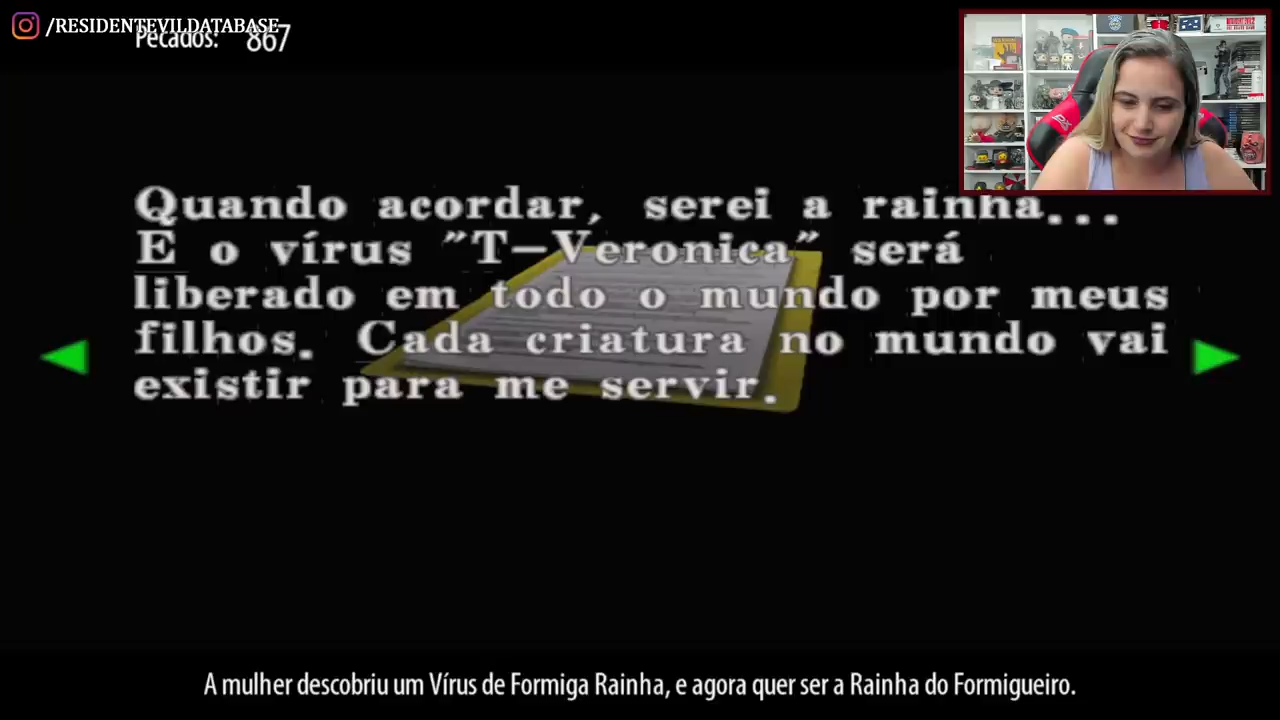 /RESIDENTEVILDATABASE
Pecados: 867
Quando acordar, serei a rainha...
E o vírus "T-Veronica" será
liberado em todo o mundo por meus
filhos. Cada criatura no mundo vai
existir para me servir.
A mulher descobriu um Vírus de Formiga Rainha, e agora quer ser a Rainha do Formigueiro.